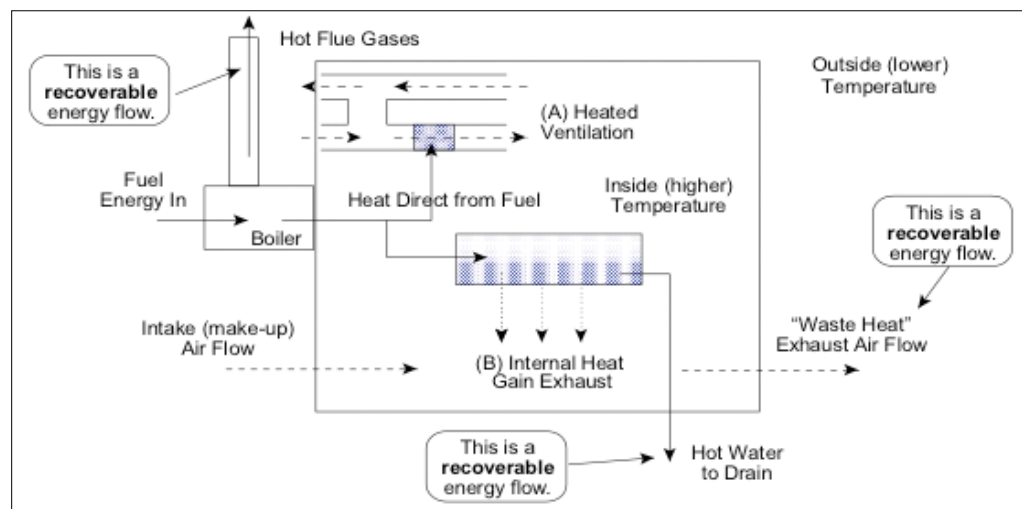 Hot Flue Gases
This is a
recoverable
energy flow.
Outside (lower)
Temperature
(A) Heated
Ventilation
Fuel
Energy In
Heat Direct from Fuel
Inside (higher)
Temperature
Boiler
This is a
recoverable
energy flow.
Intake (make-up)
Air Flow
"Waste Heat"
Exhaust Air Flow
(B) Internal Heat
Gain Exhaust
This is a
recoverable
energy flow.
Hot Water
to Drain